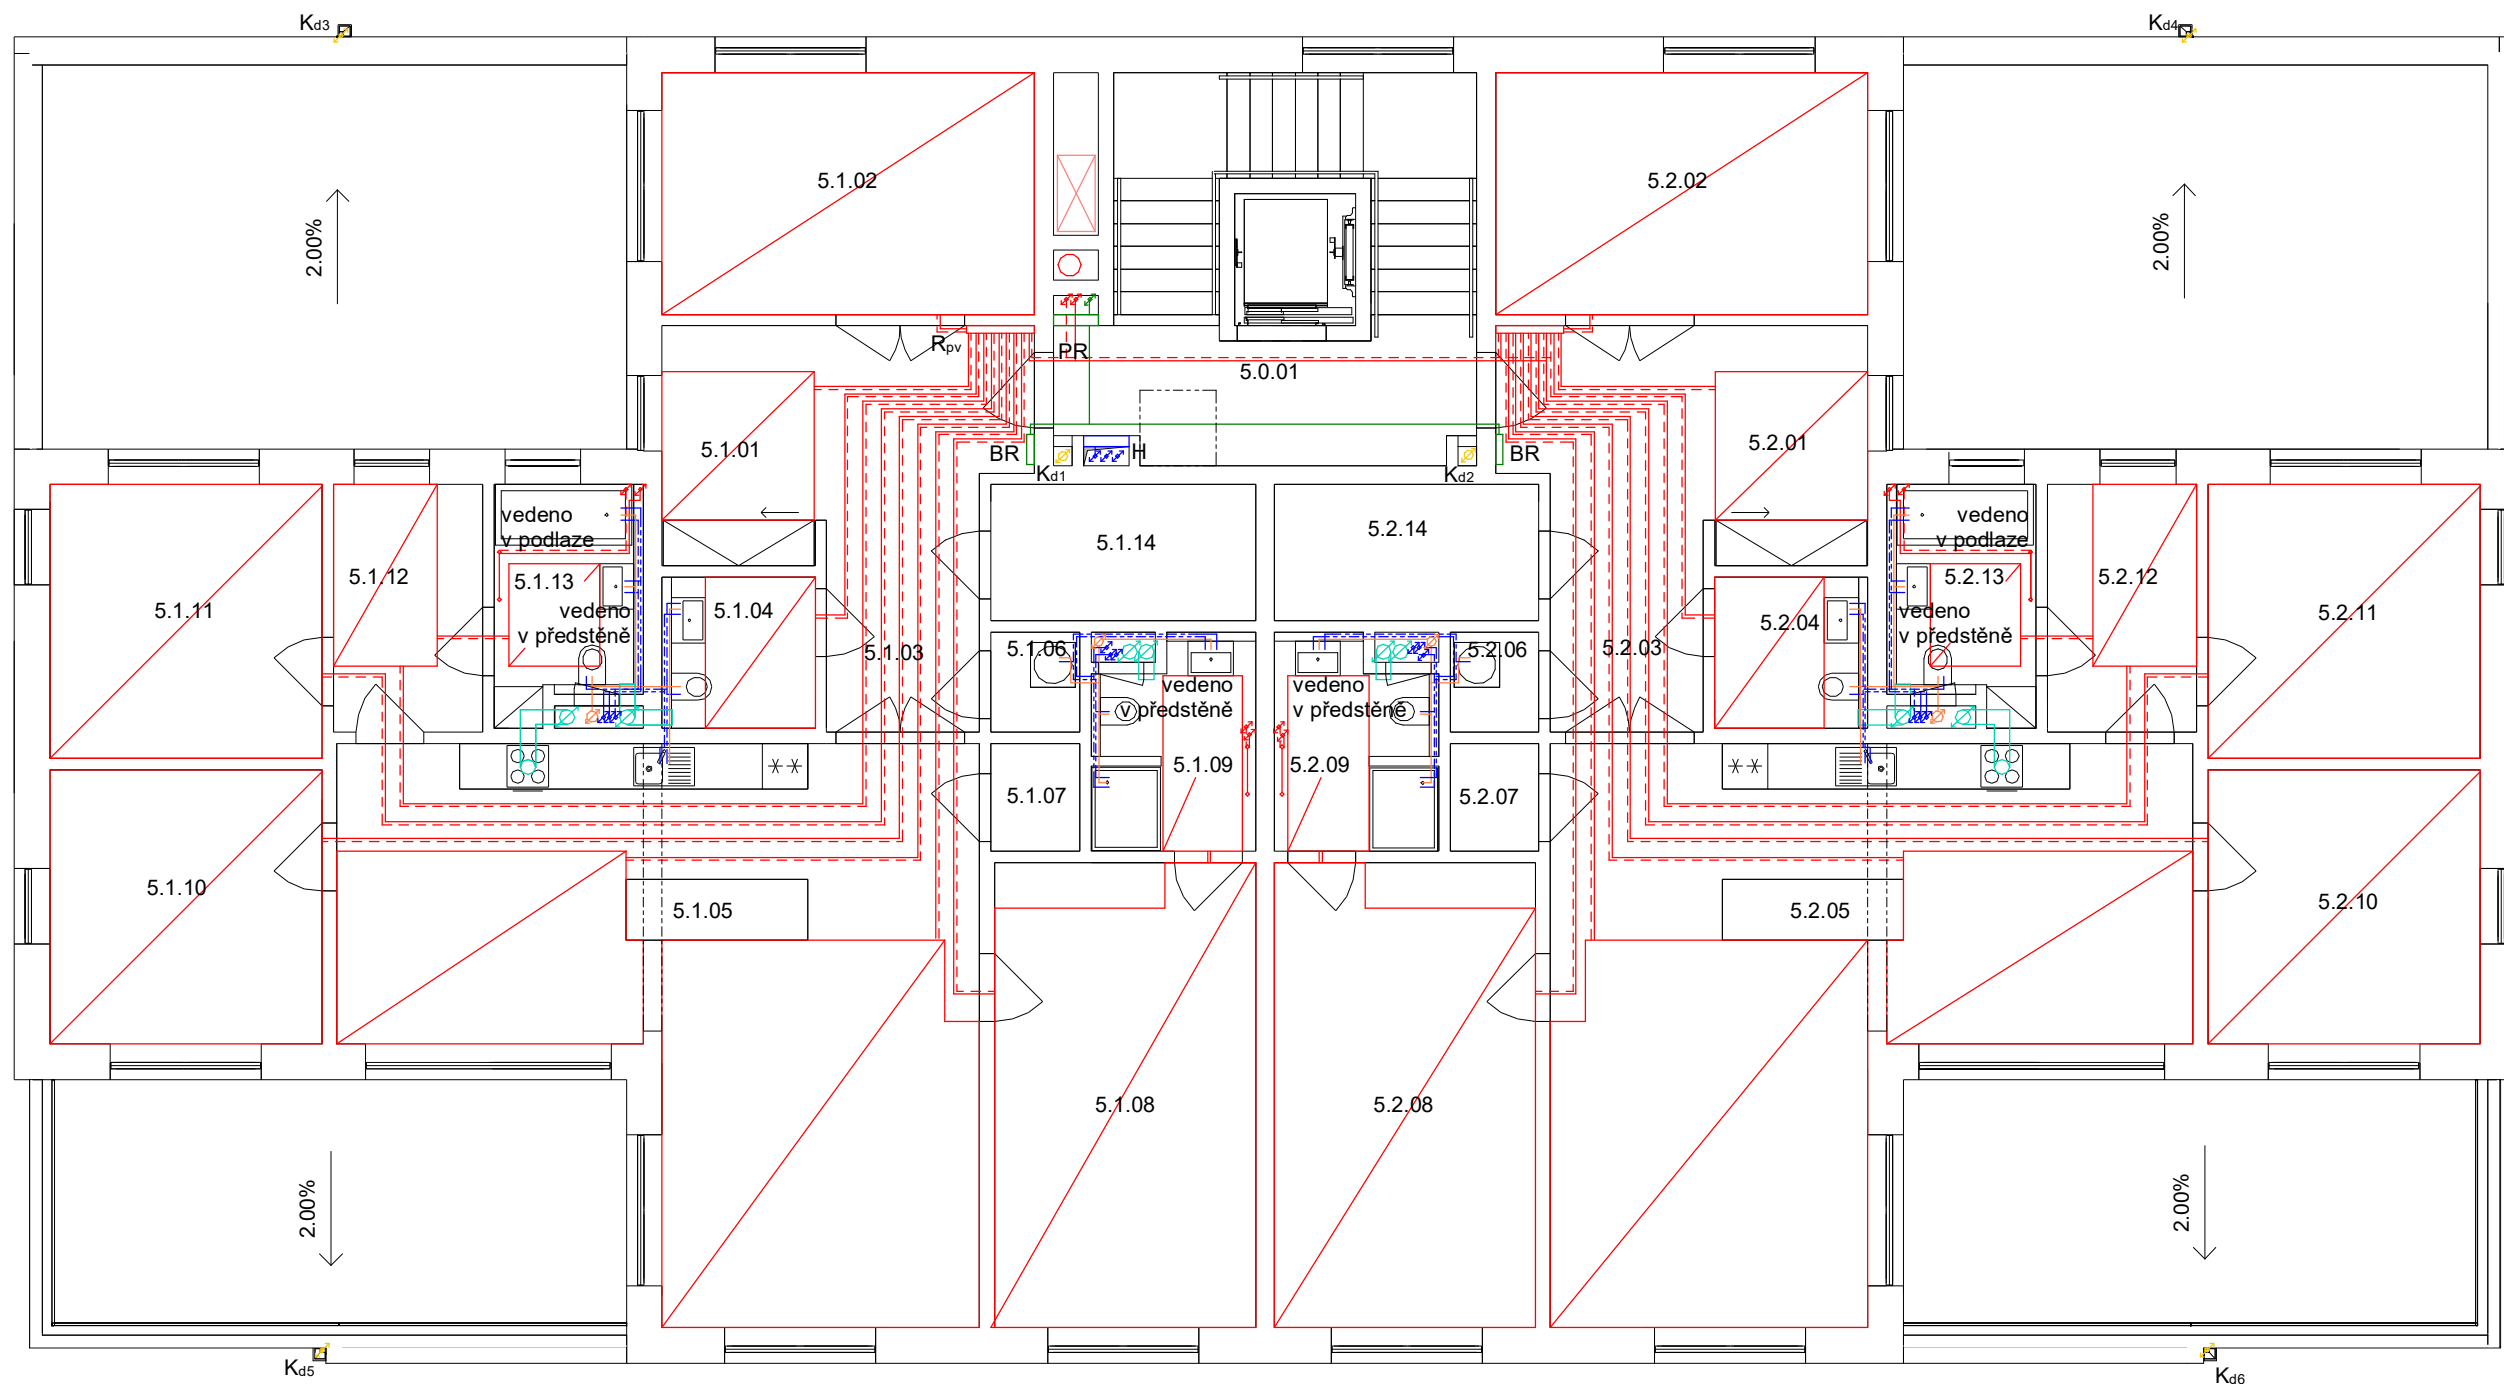 Kd3
Kd4
5.1.02
5.2.02
2.00%
2.00%
Rpv
PR
5.0.01
5.1.01
5.2.01
BR
H
BR
Kd1
Kd2
vedeno
v podlaze
vedeno
v podlaze
5.1.14
5.2.14
5.1.12
5.1.13
5.2.13
5.2.12
5.1.11
vedeno
v předstěně
5.1.04
5.2.04
vedeno
v předstěně
5.2.11
5.1.03
5.1.06
5.2.06
5.2.03
vedeno
v předstěně
vedeno
v předstěně
5.1.09
5.2.09
5.1.07
5.2.07
5.1.10
5.1.05
5.2.05
5.2.10
5.1.08
5.2.08
2.00%
2.00%
Kd5
Kd6